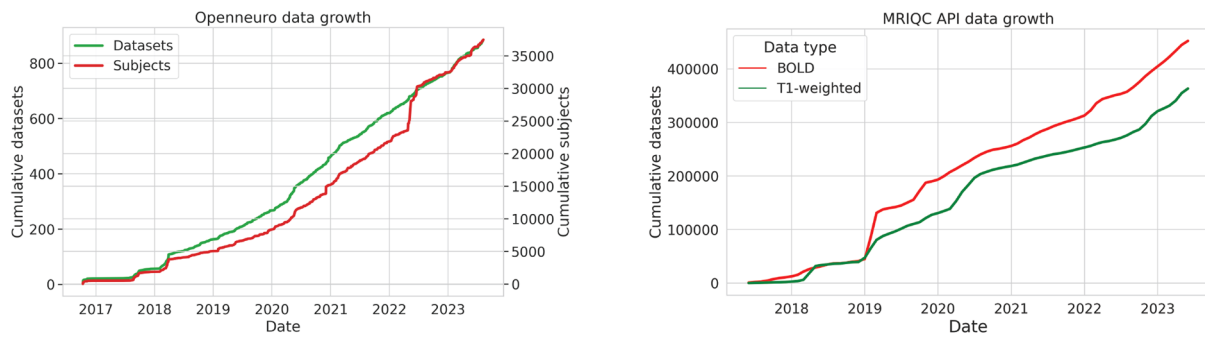 Openneuro data growth
Datasets
Subjects
Cumulative datasets
800
600
400
200
0
35000
30000
25000
20000
15000
10000
5000
0
Cumulative subjects
2017 2018 2019 2020 2021 2022 2023
Date
MRIQC API data growth
Data type
BOLD
T1-weighted
Cumulative datasets
400000
300000
200000
100000
0
2018 2019 2020 2021 2022 2023
Date